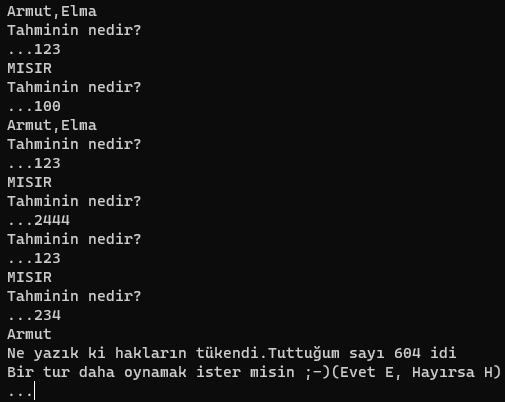 Armut,Elma
Tahminin nedir?
...123
MISIR
Tahminin nedir?
...100
Armut,Elma
Tahminin nedir?
...123
MISIR
Tahminin nedir?
...2444
Tahminin nedir?
...123
MISIR
Tahminin nedir?
...234
Armut
Ne yazık ki hakların tükendi.Tuttuğum sayı 604 idi
Bir tur daha oynamak ister misin ;-)(Evet E, Hayırsa H)
...